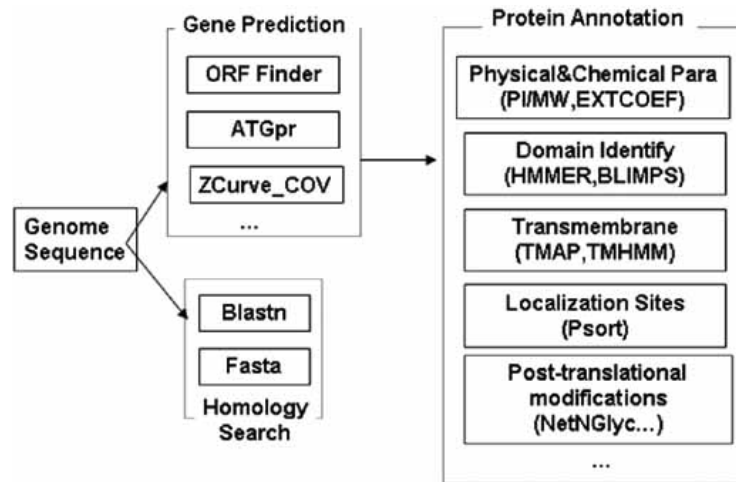 Gene Prediction
ORF Finder
ATGpr
ZCurve_COV
...
Genome
Sequence
Blastn
Fasta
Homology
Search
Protein Annotation
Physical&Chemical Para
(PI/MW,EXTCOEF)
Domain Identify
(HMMER,BLIMPS)
Transmembrane
(TMAP,TMHMM)
Localization Sites
(Psort)
Post-translational
modifications
(NetNGlyc...)
...